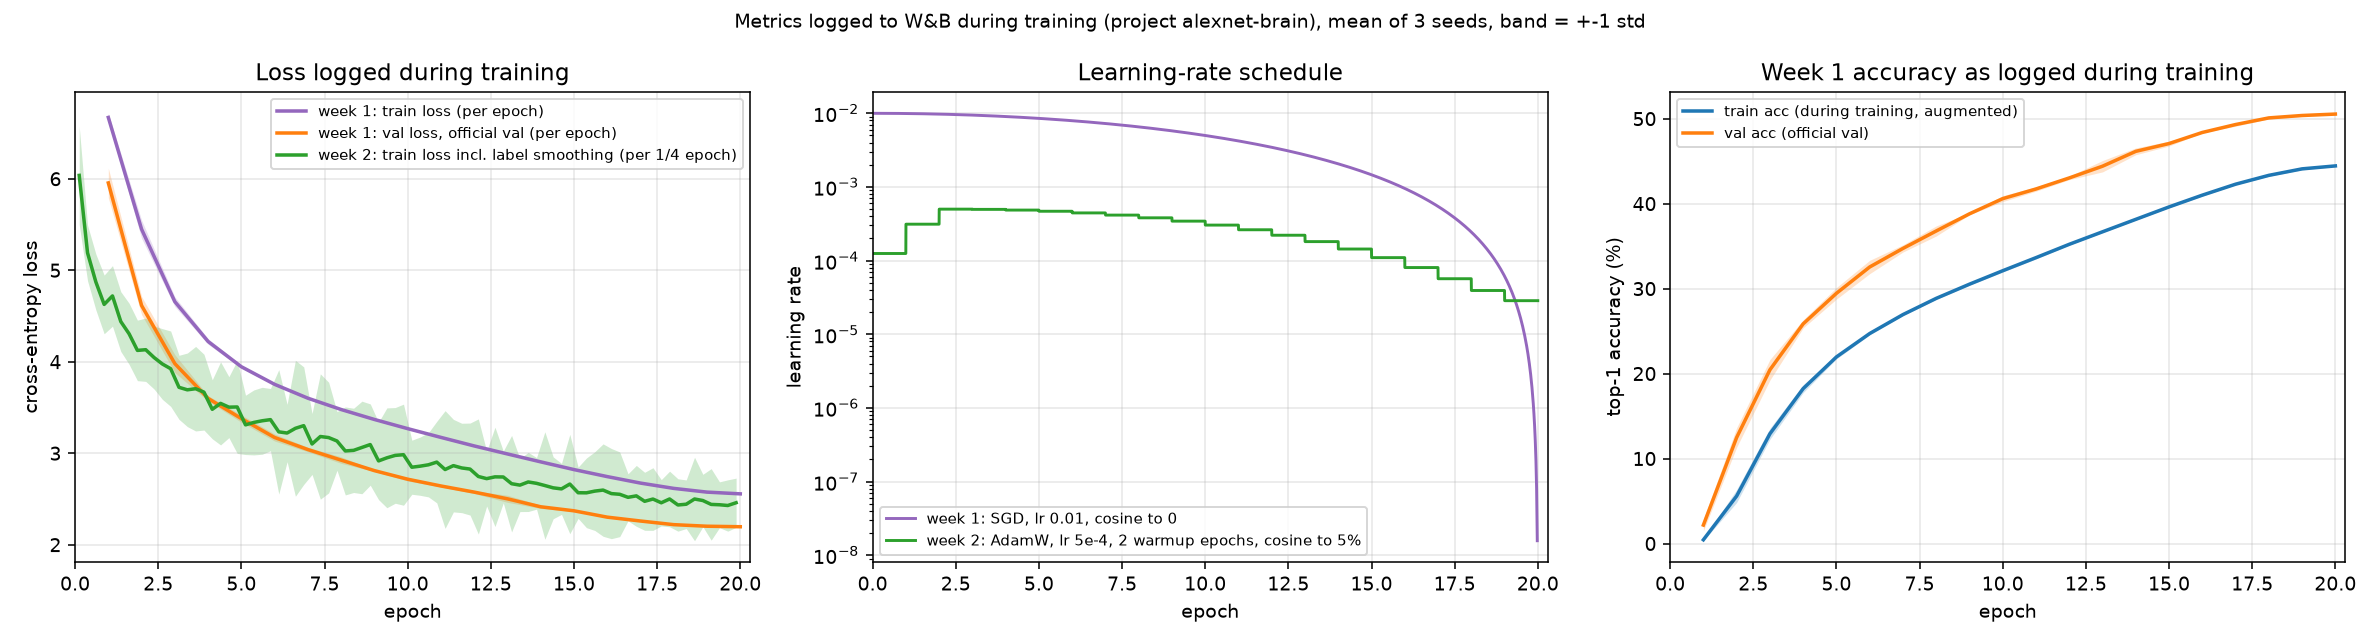 Metrics logged to W&B during training (project alexnet-brain), mean of 3 seeds, band = +-1 std
Loss logged during training
week 1: train loss (per epoch)
week 1: val loss, official val (per epoch)
week 2: train loss incl. label smoothing (per 1/4 epoch)
cross-entropy loss
6
5
4
3
2
0.0 2.5 5.0 7.5 10.0 12.5 15.0 17.5 20.0
epoch
Learning-rate schedule
learning rate
10⁻²
10⁻³
10⁻⁴
10⁻⁵
10⁻⁶
10⁻⁷
10⁻⁸
week 1: SGD, lr 0.01, cosine to 0
week 2: AdamW, lr 5e-4, 2 warmup epochs, cosine to 5%
0.0 2.5 5.0 7.5 10.0 12.5 15.0 17.5 20.0
epoch
Week 1 accuracy as logged during training
train acc (during training, augmented)
val acc (official val)
top-1 accuracy (%)
50
40
30
20
10
0
0.0 2.5 5.0 7.5 10.0 12.5 15.0 17.5 20.0
epoch